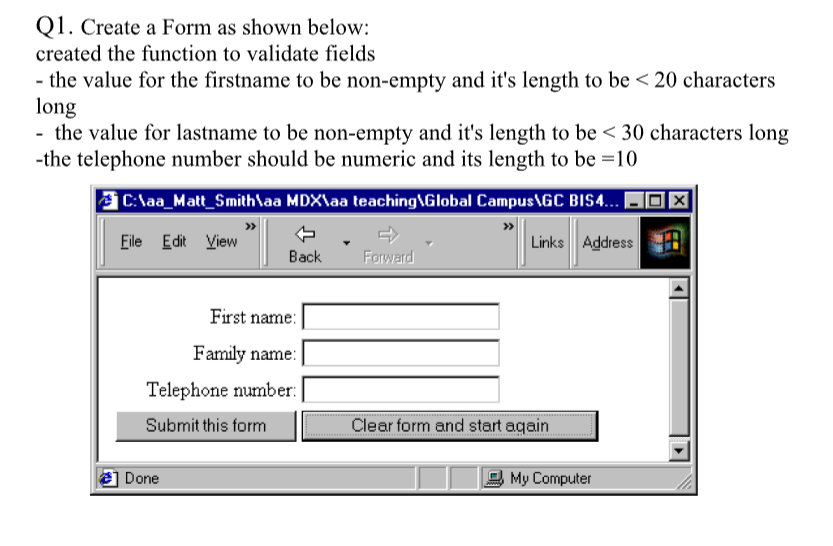 Q1. Create a Form as shown below:
created the function to validate fields
- the value for the firstname to be non-empty and it's length to be < 20 characters
long
- the value for lastname to be non-empty and it's length to be < 30 characters long
-the telephone number should be numeric and its length to be =10
C:\aa_Matt_Smith\aa MDX\aa teaching\Global Campus\GC BIS4...
File Edit View » Back Forward » Links Address
First name:
Family name:
Telephone number:
Submit this form Clear form and start again
Done My Computer